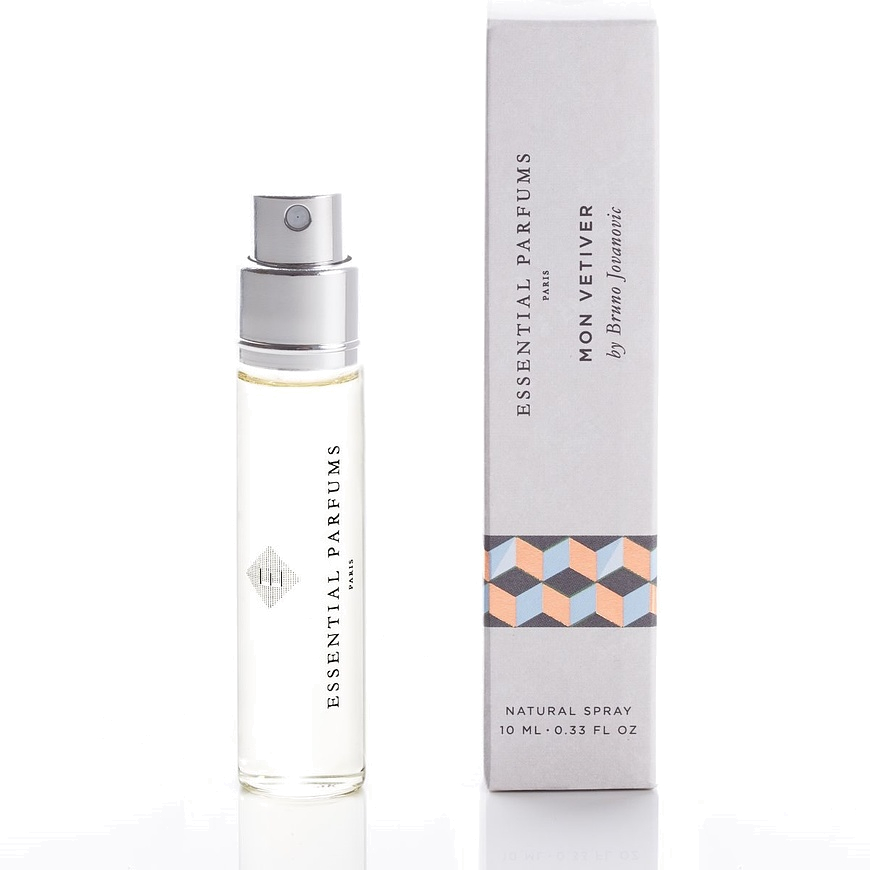 ESSENTIAL PARFUMS
PARIS
ESSENTIAL PARFUMS
PARIS
MON VETIVER
by Bruno Jovanovic
NATURAL SPRAY
10 ML · 0.33 FL OZ